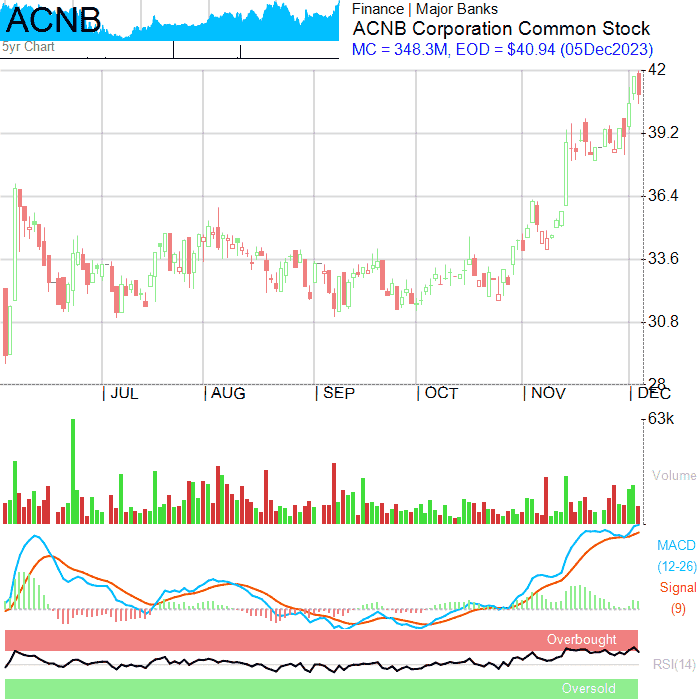 ACNB
5yr Chart
Finance | Major Banks
ACNB Corporation Common Stock
MC = 348.3M, EOD = $40.94 (05Dec2023)
42
39.2
36.4
33.6
30.8
28
JUL AUG SEP OCT NOV DEC
63k
Volume
MACD
(12-26)
Signal
(9)
Overbought
RSI(14)
Oversold